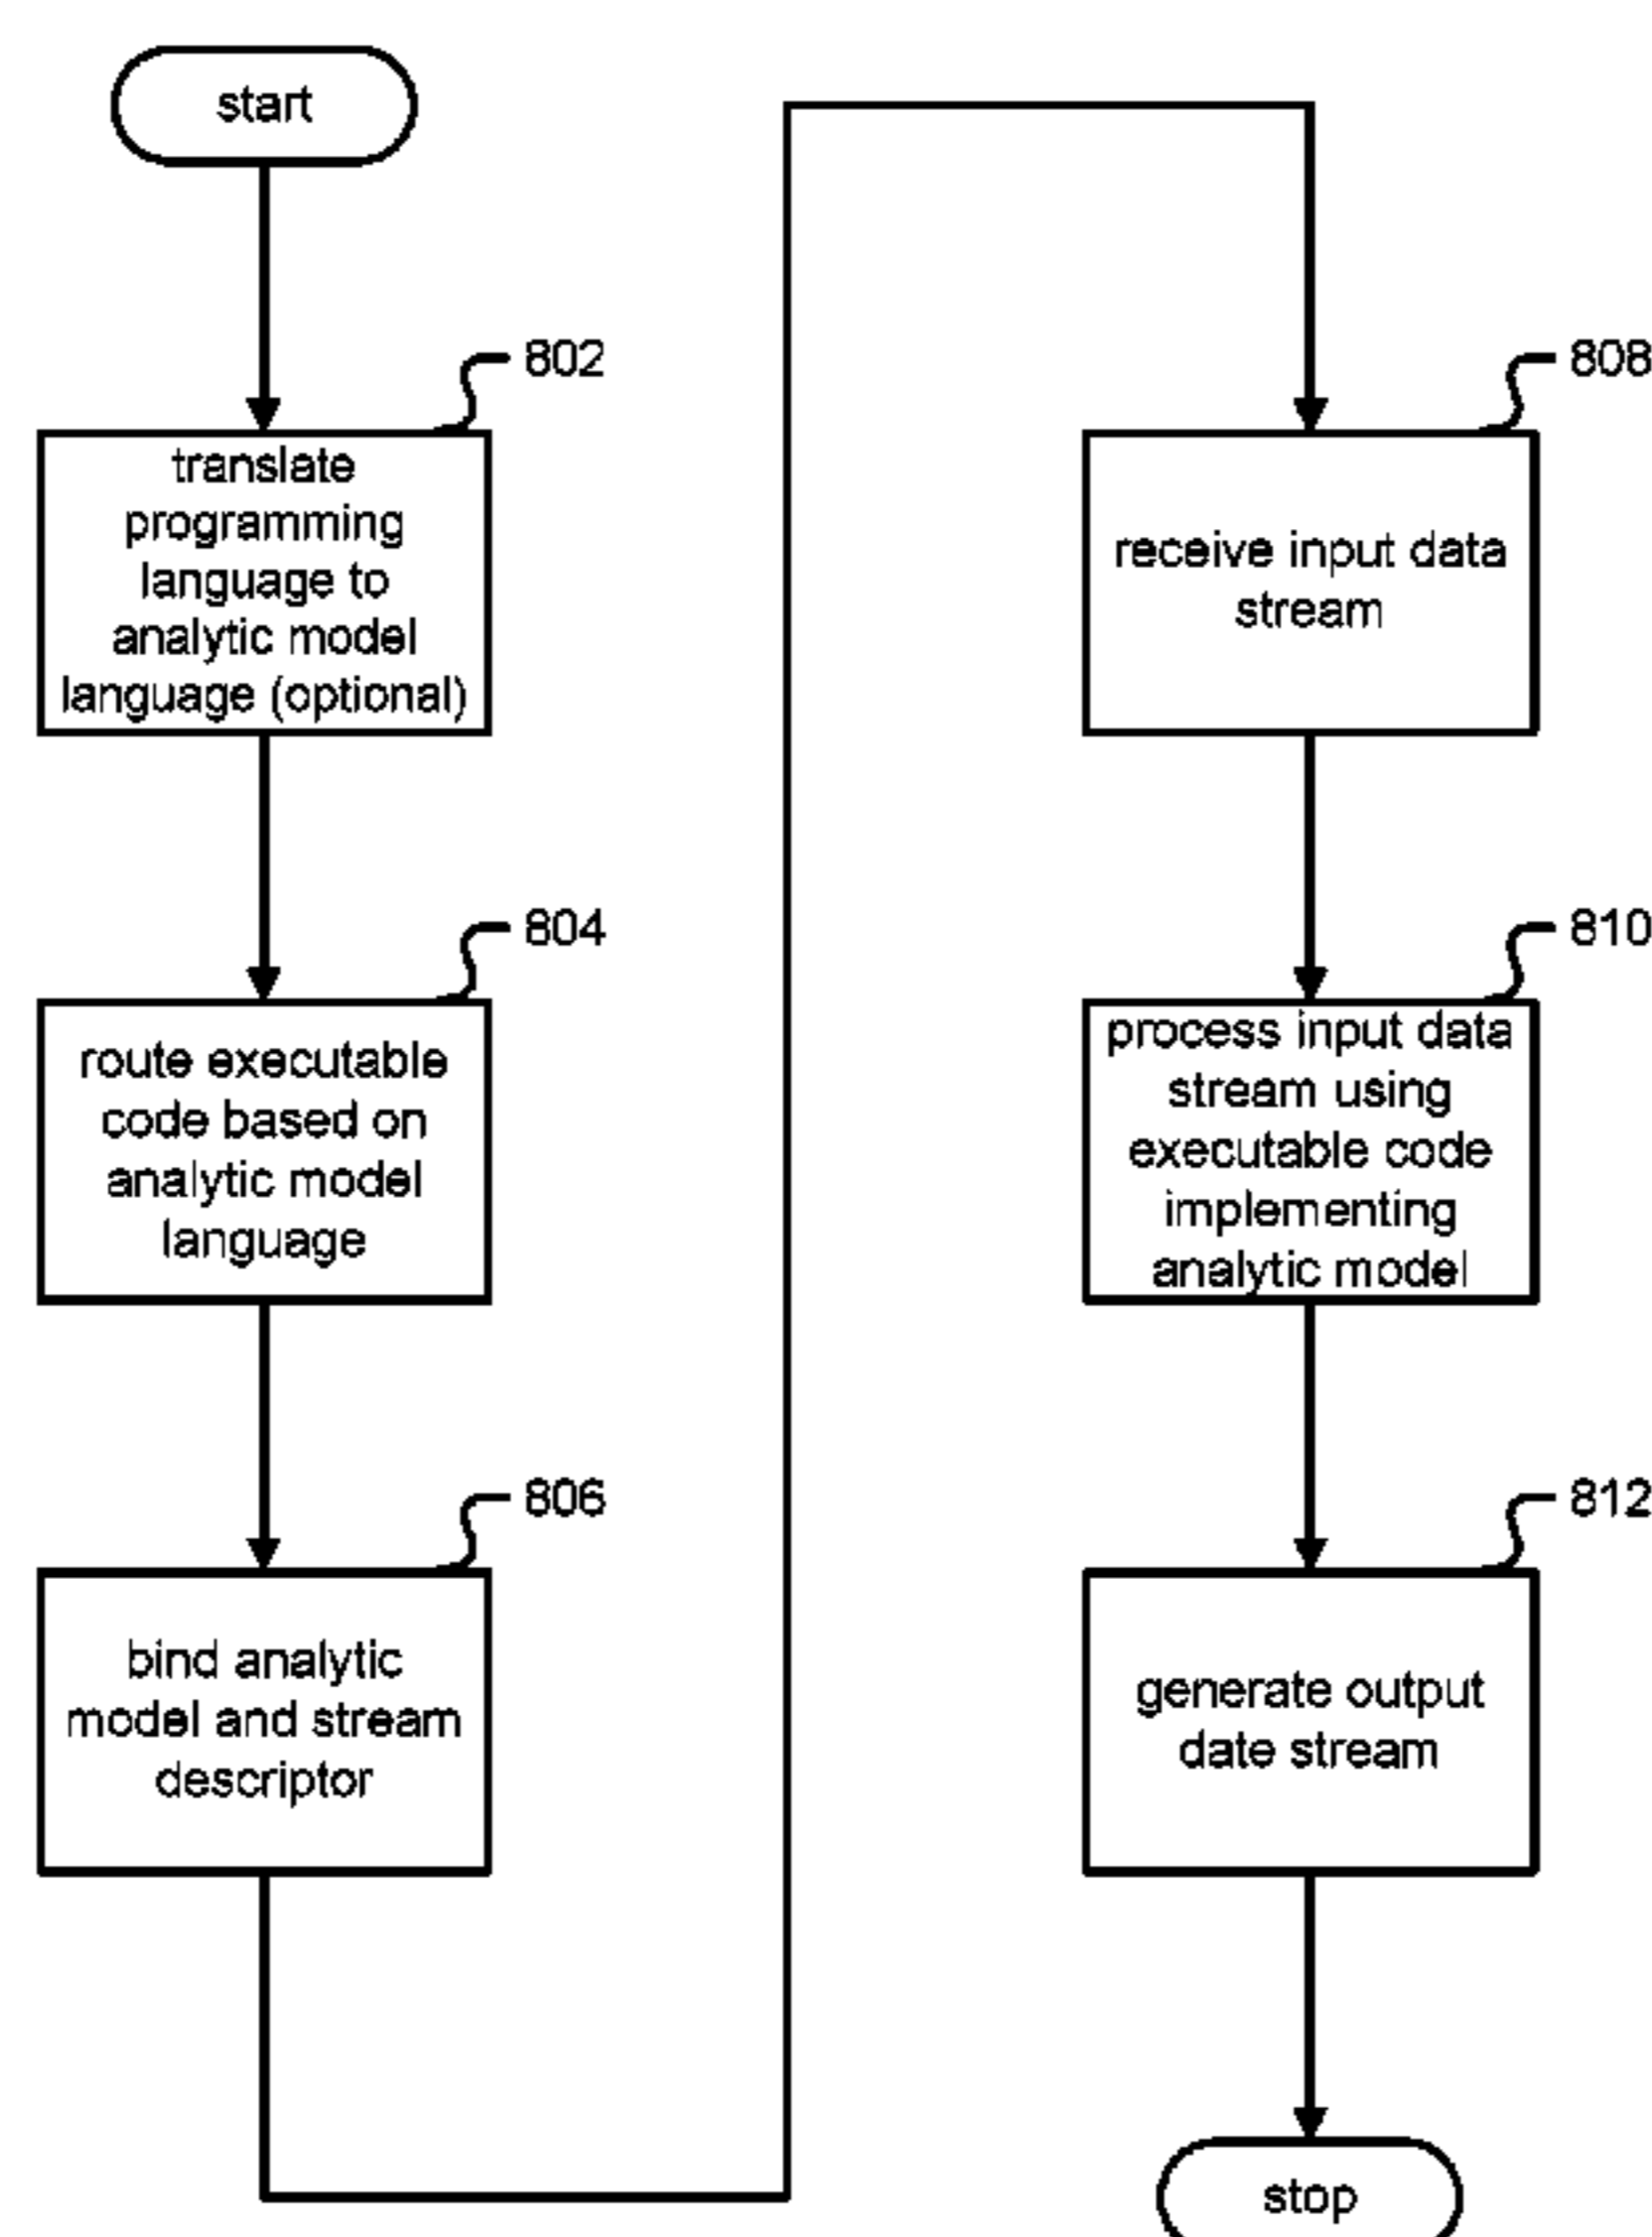 start
802
translate
programming
language to
analytic model
language (optional)
804
route executable
code based on
analytic model
language
806
bind analytic
model and stream
descriptor
808
receive input data
stream
810
process input data
stream using
executable code
implementing
analytic model
812
generate output
date stream
stop